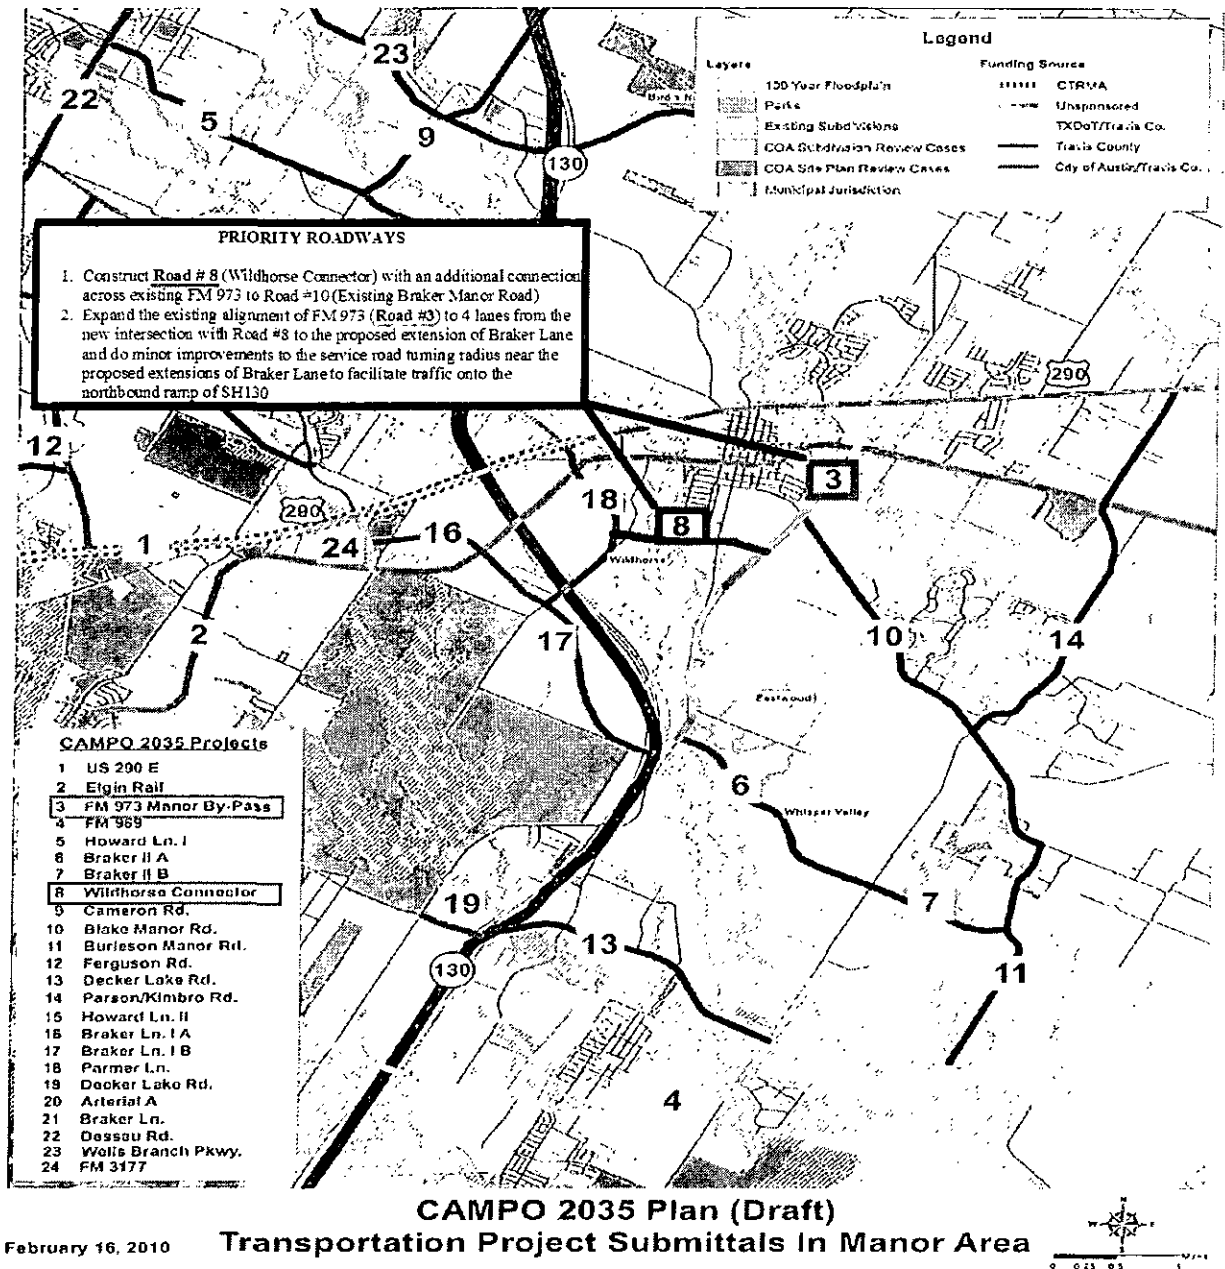 Legend
Layers
100 Year Floodplain
Parks
Existing Subdivisions
COA Subdivision Review Cases
COA Site Plan Review Cases
Municipal Jurisdiction
Funding Source
CTRMA
Unsponsored
TXDoT/Travis Co.
Travis County
City of Austin/Travis Co.
23
22
5
9
130
PRIORITY ROADWAYS
1. Construct Road # 8 (Wildhorse Connector) with an additional connection
across existing FM 973 to Road #10 (Existing Braker Manor Road)
2. Expand the existing alignment of FM 973 (Road #3) to 4 lanes from the
new intersection with Road #8 to the proposed extension of Braker Lane
and do minor improvements to the service road turning radius near the
proposed extensions of Braker Lane to facilitate traffic onto the
northbound ramp of SH130
290
12
3
18
290
8
1
24
16
Wildhorse
2
17
10
14
Eastwood
6
Whisper Valley
7
19
13
130
11
4
CAMPO 2035 Projects
1 US 290 E
2 Elgin Rail
3 FM 973 Manor By-Pass
4 FM 969
5 Howard Ln. I
6 Braker II A
7 Braker II B
8 Wildhorse Connector
9 Cameron Rd.
10 Blake Manor Rd.
11 Burleson Manor Rd.
12 Ferguson Rd.
13 Decker Lake Rd.
14 Parson/Kimbro Rd.
15 Howard Ln. II
16 Braker Ln. I A
17 Braker Ln. I B
18 Parmer Ln.
19 Decker Lake Rd.
20 Arterial A
21 Braker Ln.
22 Dessau Rd.
23 Wells Branch Pkwy.
24 FM 3177
CAMPO 2035 Plan (Draft)
Transportation Project Submittals In Manor Area
February 16, 2010
N
W E
S
0 0.25 0.5 1